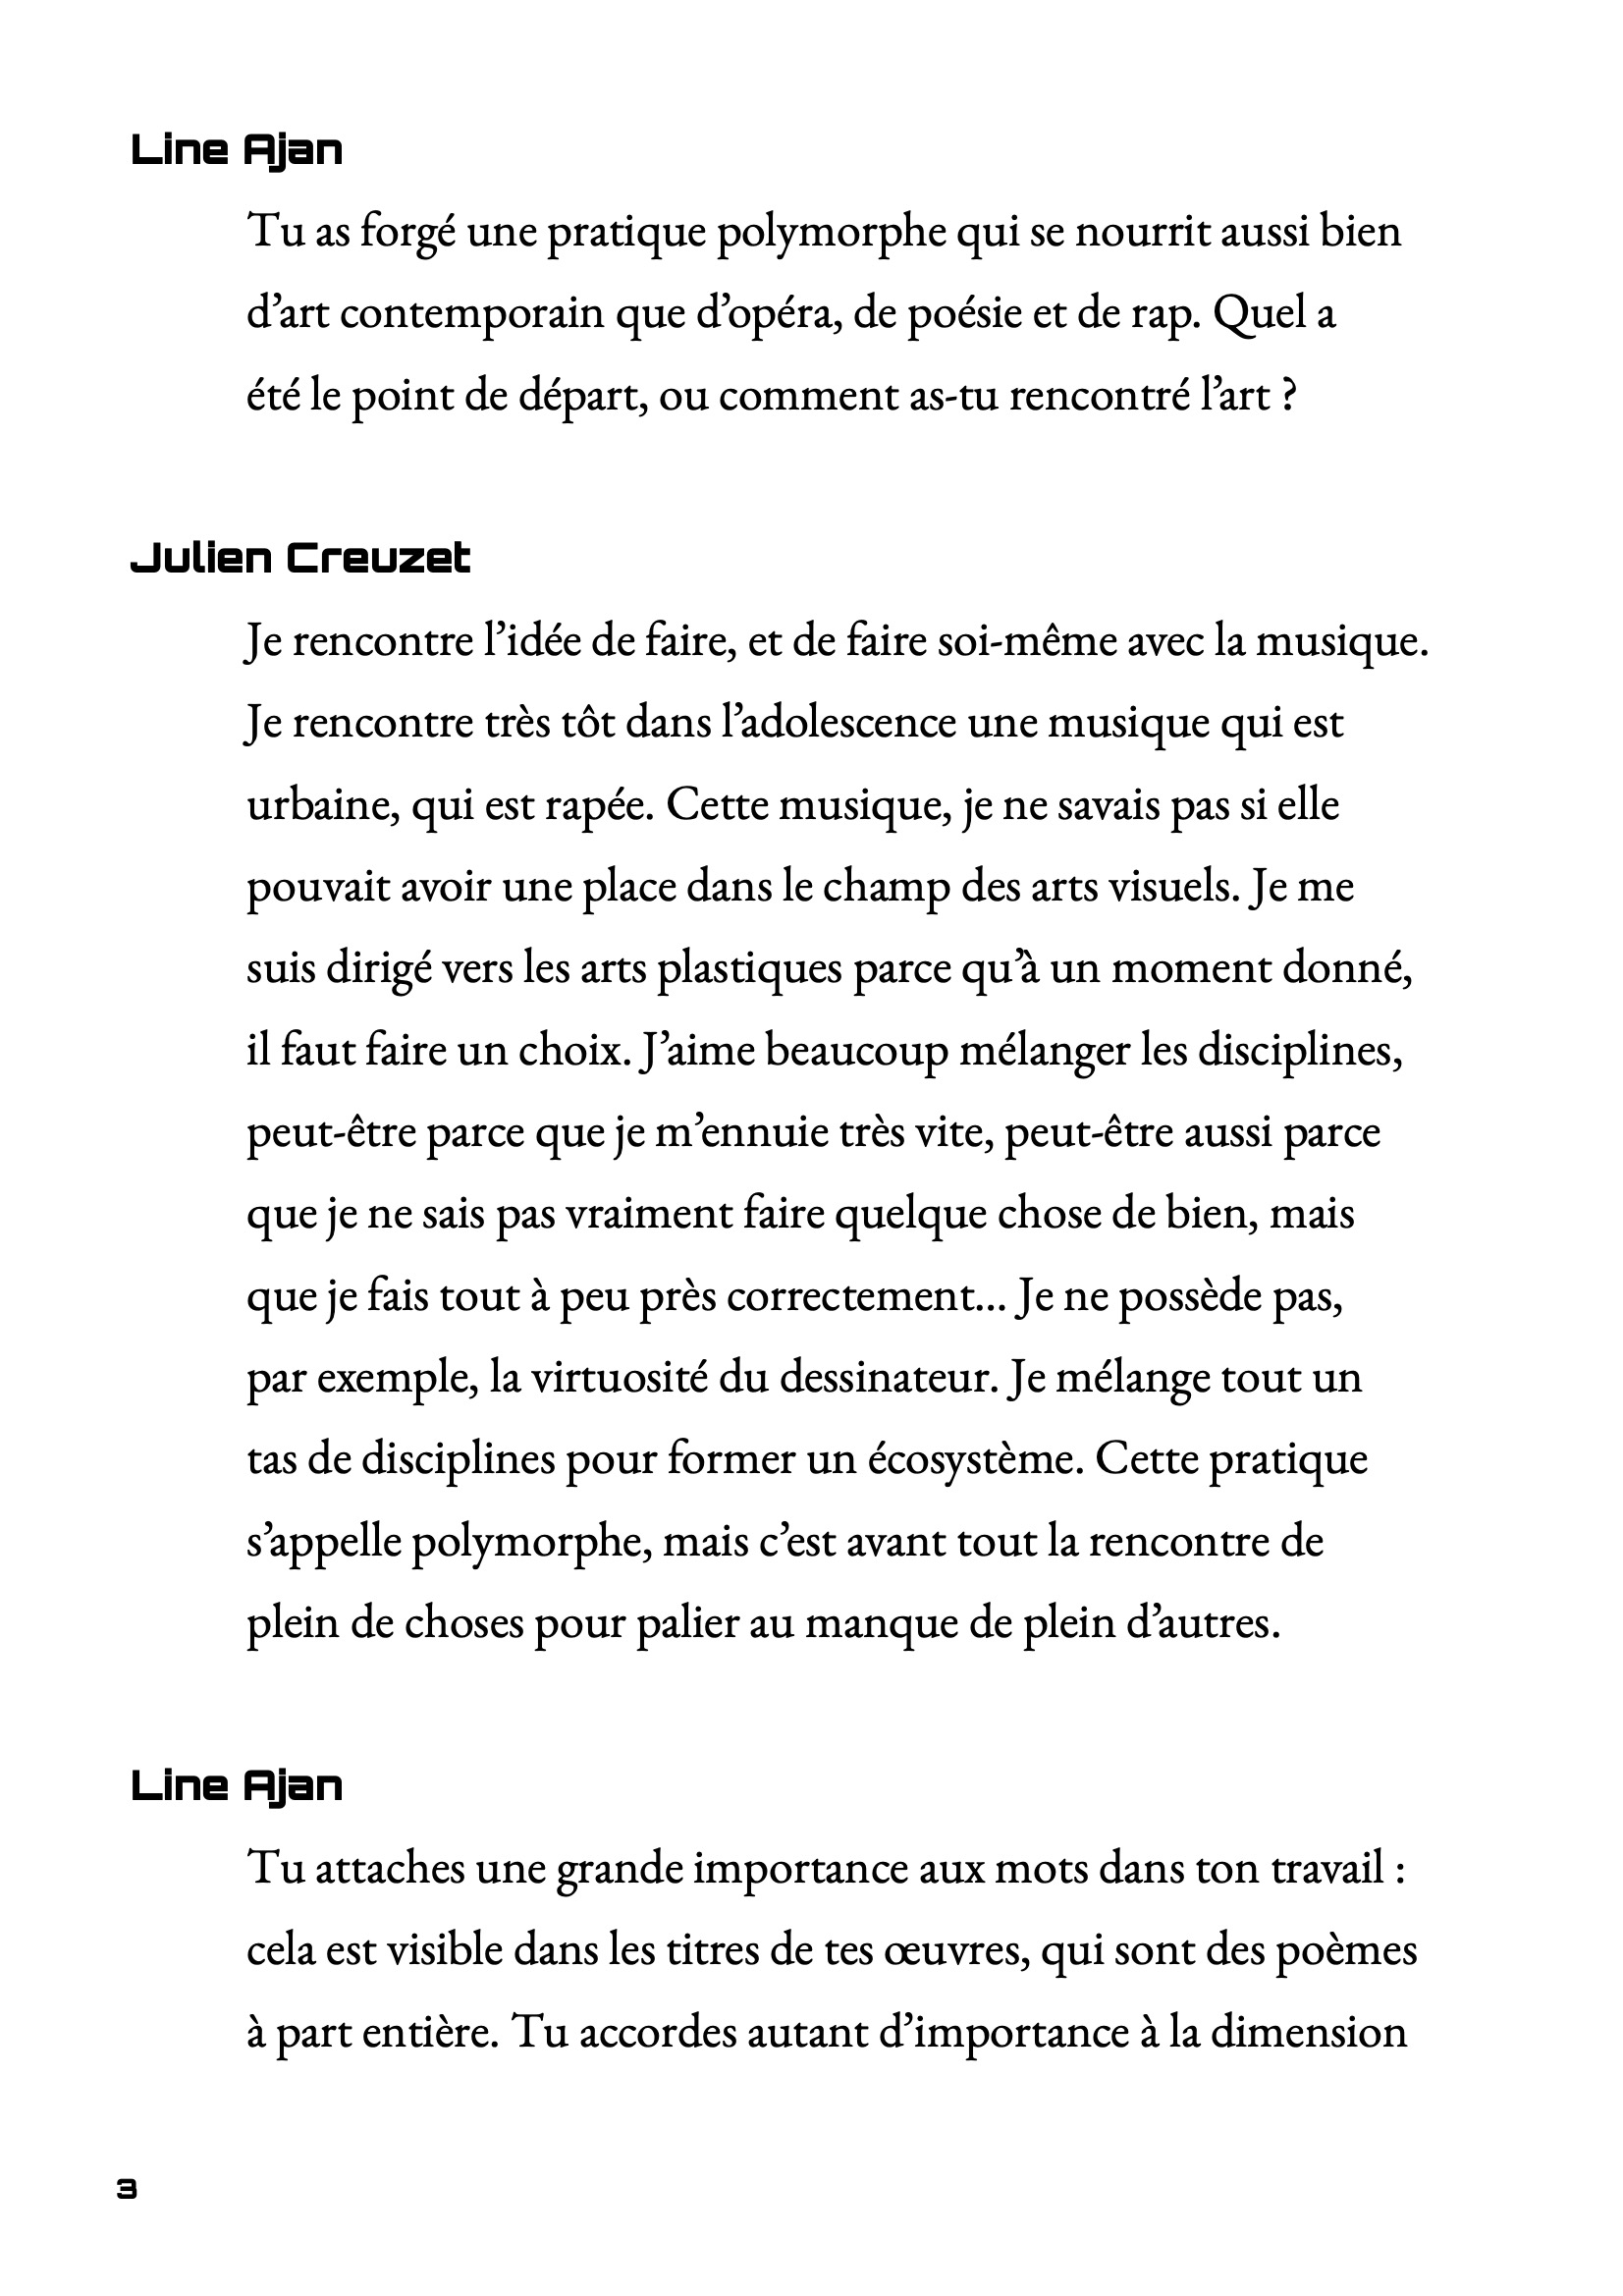 Line Ajan
Tu as forgé une pratique polymorphe qui se nourrit aussi bien
d’art contemporain que d’opéra, de poésie et de rap. Quel a
été le point de départ, ou comment as-tu rencontré l’art ?
Julien Creuzet
Je rencontre l’idée de faire, et de faire soi-même avec la musique.
Je rencontre très tôt dans l’adolescence une musique qui est
urbaine, qui est rapée. Cette musique, je ne savais pas si elle
pouvait avoir une place dans le champ des arts visuels. Je me
suis dirigé vers les arts plastiques parce qu’à un moment donné,
il faut faire un choix. J’aime beaucoup mélanger les disciplines,
peut-être parce que je m’ennuie très vite, peut-être aussi parce
que je ne sais pas vraiment faire quelque chose de bien, mais
que je fais tout à peu près correctement… Je ne possède pas,
par exemple, la virtuosité du dessinateur. Je mélange tout un
tas de disciplines pour former un écosystème. Cette pratique
s’appelle polymorphe, mais c’est avant tout la rencontre de
plein de choses pour palier au manque de plein d’autres.
Line Ajan
Tu attaches une grande importance aux mots dans ton travail :
cela est visible dans les titres de tes œuvres, qui sont des poèmes
à part entière. Tu accordes autant d’importance à la dimension
3